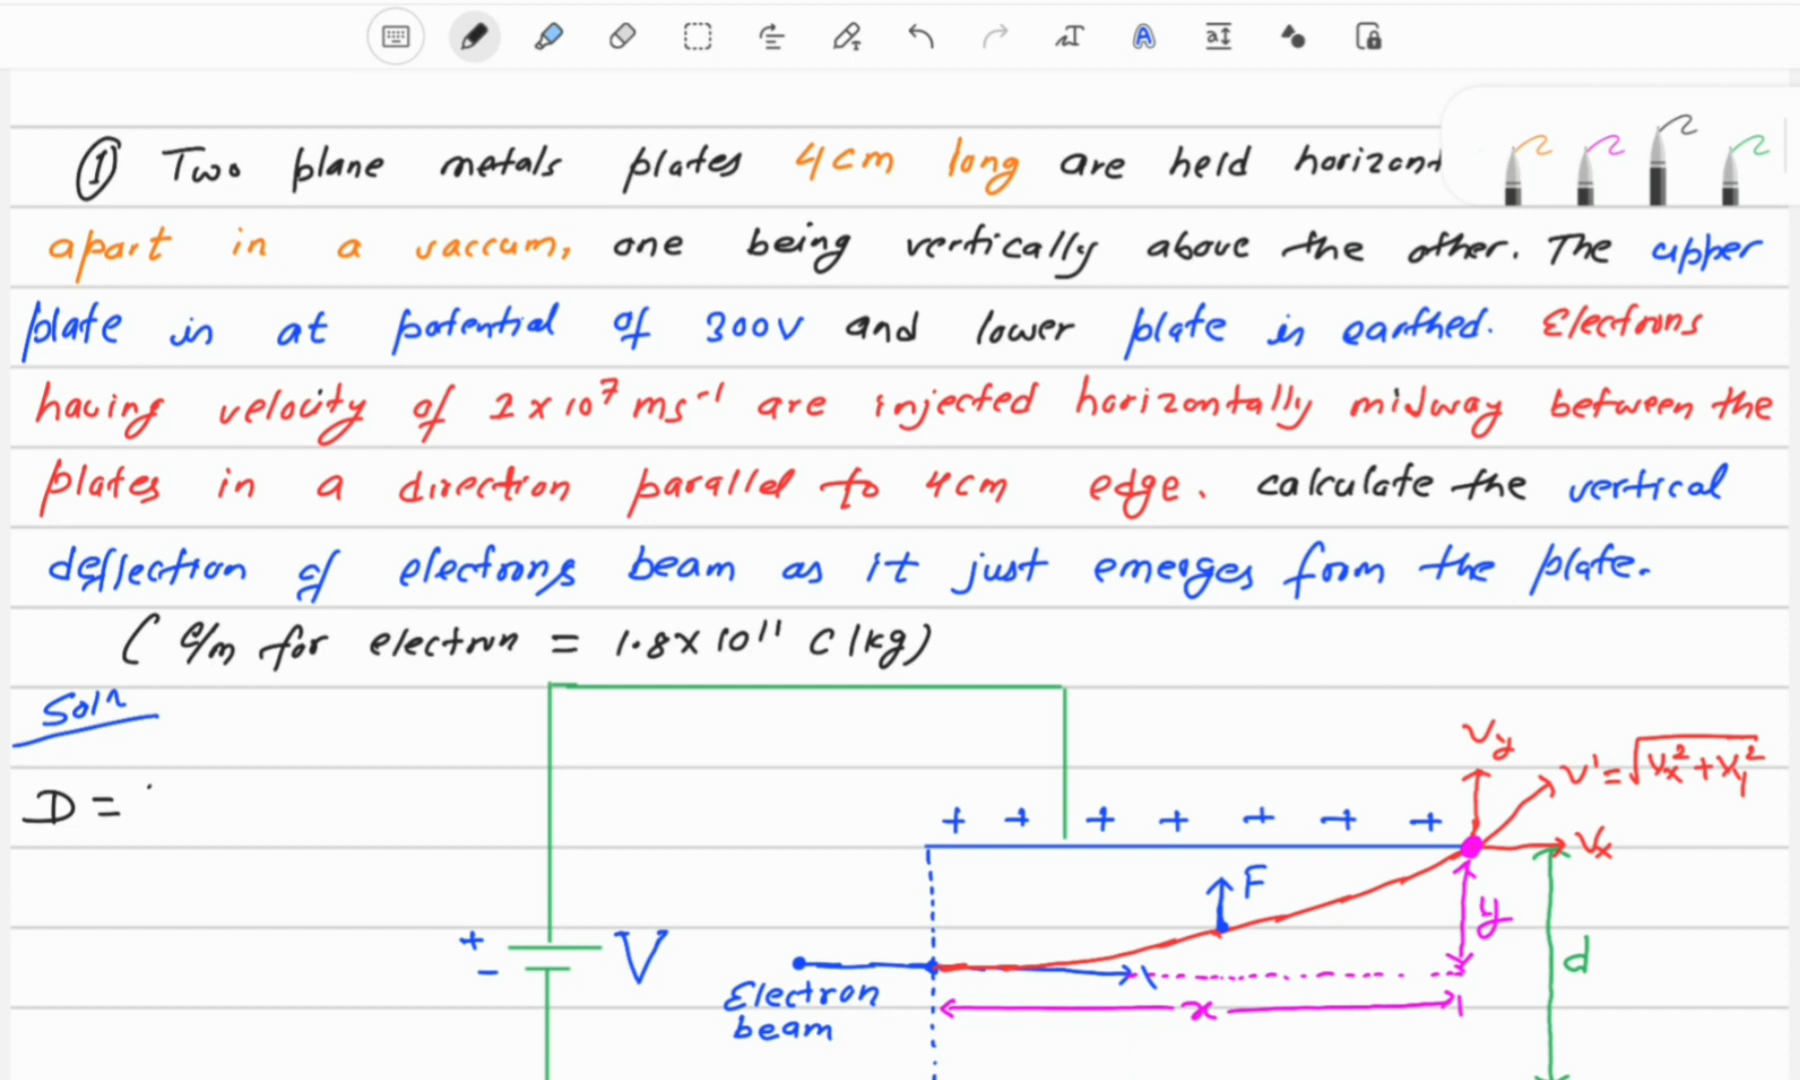 ① Two plane metals plates 4cm long are held horizont
apart in a vaccum, one being vertically above the other. The upper
plate in at potential of 300V and lower plate in earthed. Electrons
having velocity of 1 x 10⁷ ms⁻¹ are injected horizontally midway between the
plates in a direction parallel to 4cm edge. calculate the vertical
deflection of electrons beam as it just emerges from the plate.
( e/m for electron = 1.8 x 10¹¹ C/kg)
Solⁿ
D =
Vy
V' = √Vx² + Vy²
+ + + + + + +
Vx
F
y
+
-
V
d
Electron
beam
x